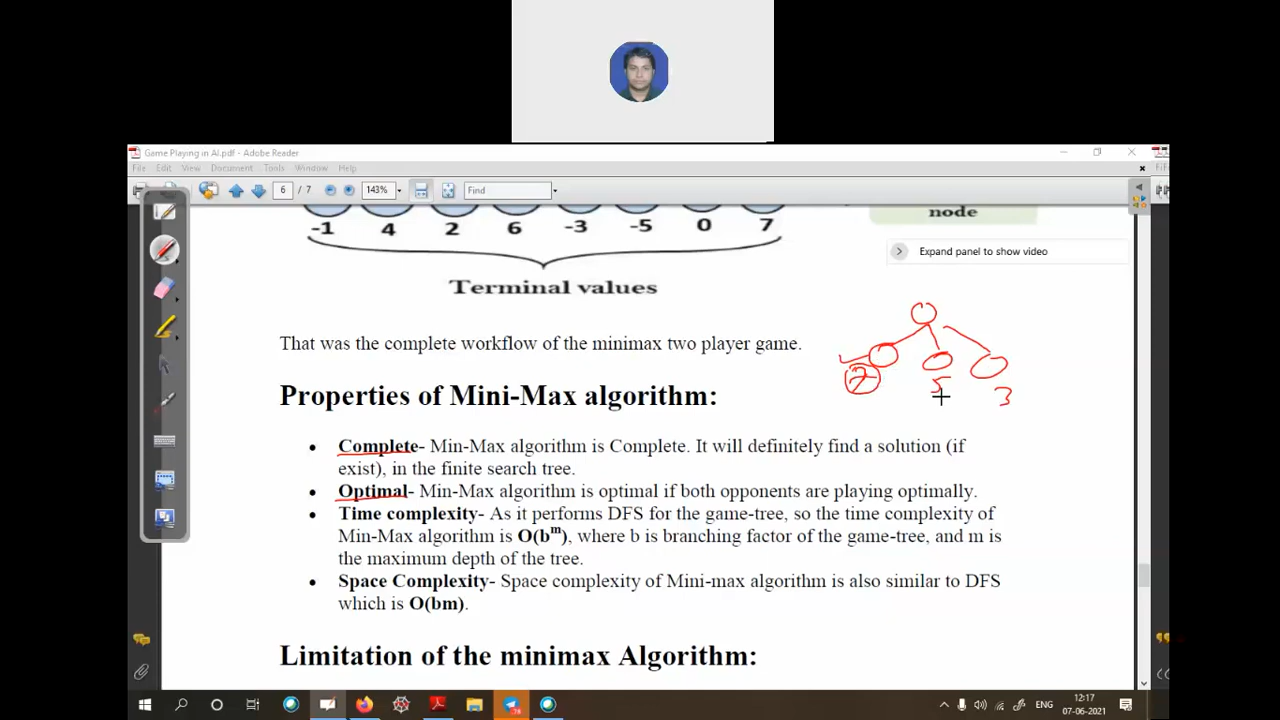 Game Playing in AI.pdf - Adobe Reader
File Edit View Document Tools Window Help
6 / 7 143% Find
-1 4 2 6 -3 -5 0 7
node
Expand panel to show video
Terminal values
That was the complete workflow of the minimax two player game.
5
3
Properties of Mini-Max algorithm:
Complete- Min-Max algorithm is Complete. It will definitely find a solution (if
exist), in the finite search tree.
Optimal- Min-Max algorithm is optimal if both opponents are playing optimally.
Time complexity- As it performs DFS for the game-tree, so the time complexity of
Min-Max algorithm is O(bᵐ), where b is branching factor of the game-tree, and m is
the maximum depth of the tree.
Space Complexity- Space complexity of Mini-max algorithm is also similar to DFS
which is O(bm).
Limitation of the minimax Algorithm:
ENG
12:17
07-06-2021